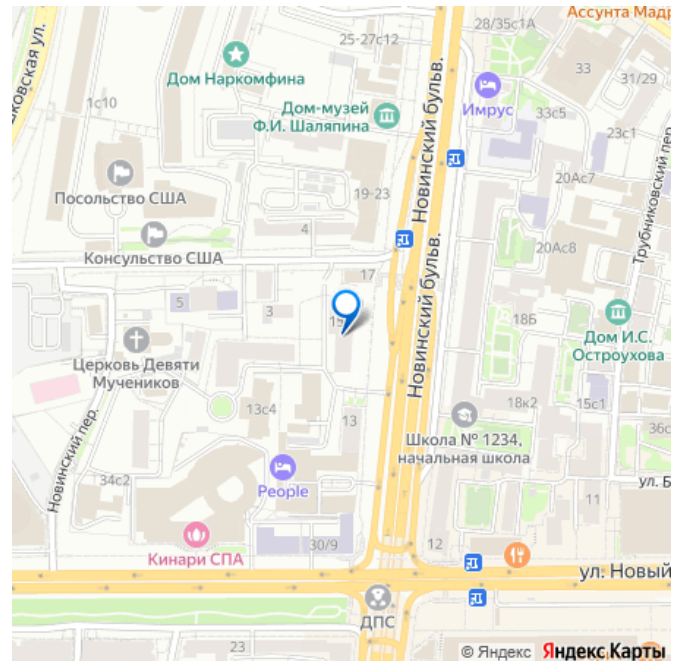 Ассунта Мадр
28/35с1А
25-27с12
33
Дом Наркомфина
Имрус
31/29
1с10
Дом-музей
Ф.И. Шаляпина
33с5
23с1
Новинский бульв.
20Ас7
Посольство США
19-23
Трубниковский пер.
4
20Ас8
Консульство США
17
5
3
18Б
Дом И.С.
Остроухова
Церковь Девяти
Мучеников
Новинский бульв.
13с4
18к2
15с1
13
Школа № 1234,
начальная школа
36с
Новинский пер.
34с2
People
ул. Б
11
30/9
12
Кинари СПА
ул. Новый
ДПС
23
© Яндекс Яндекс Карты